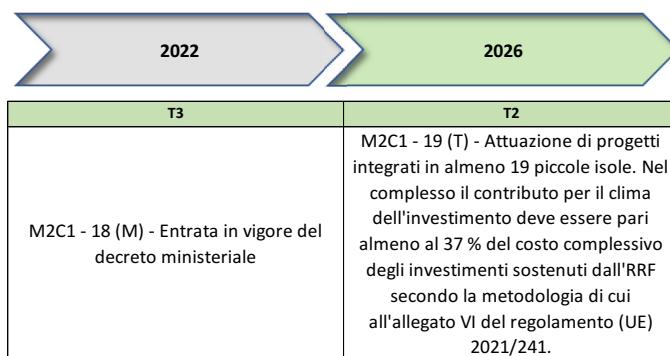 2022
2026
T3
T2
M2C1 - 18 (M) - Entrata in vigore del
decreto ministeriale
M2C1 - 19 (T) - Attuazione di progetti
integrati in almeno 19 piccole isole. Nel
complesso il contributo per il clima
dell'investimento deve essere pari
almeno al 37 % del costo complessivo
degli investimenti sostenuti dall'RRF
secondo la metodologia di cui
all'allegato VI del regolamento (UE)
2021/241.